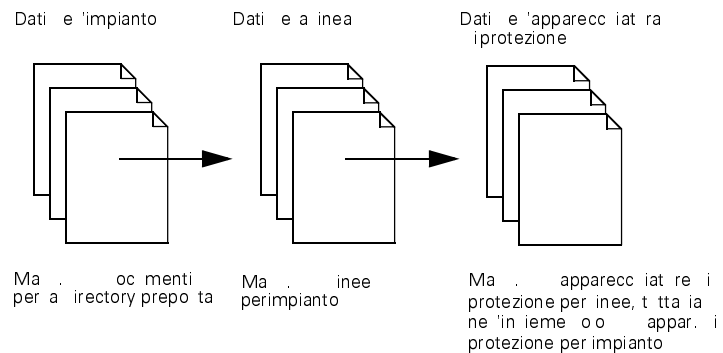 Dati e 'impianto
Dati e a inea
Dati e 'apparecc iat ra
iprotezione
Ma . oc menti
per a irectory prepo ta
Ma . inee
perimpianto
Ma . apparecc iat re i
protezione per inee, t tta ia
ne 'in ieme o o appar. i
protezione per impianto